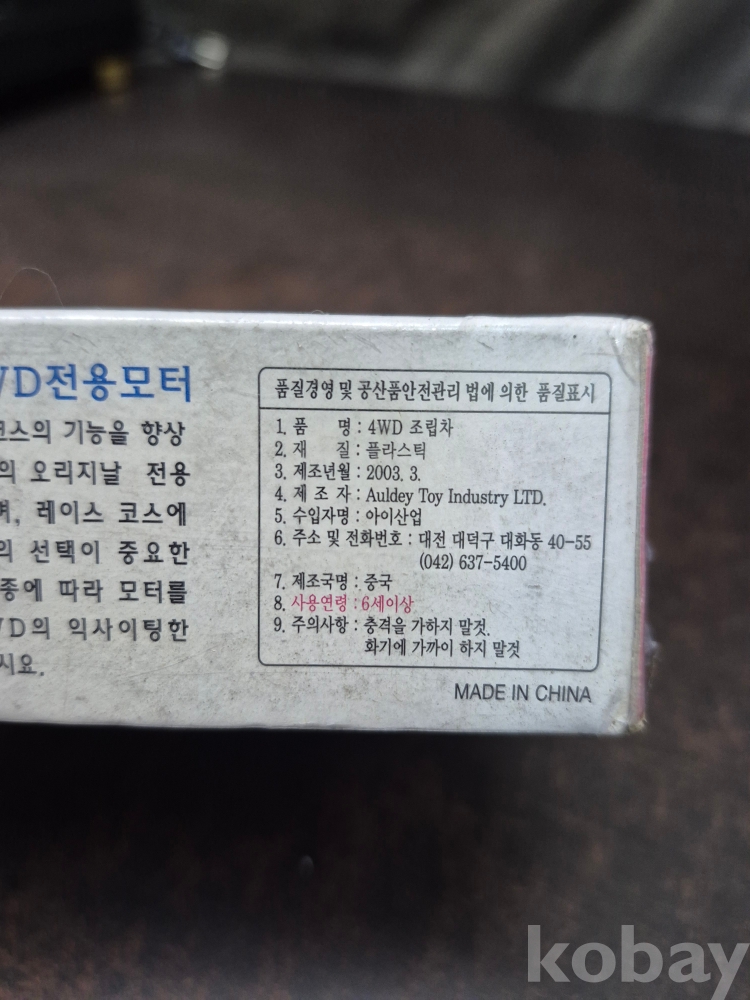 WD전용모터
코스의 기능을 향상
의 오리지날 전용
며, 레이스 코스에
의 선택이 중요한
종에 따라 모터를
WD의 익사이팅한
시요.
품질경영 및 공산품안전관리 법에 의한 품질표시
1. 품 명 : 4WD 조립차
2. 재 질 : 플라스틱
3. 제조년월 : 2003. 3.
4. 제 조 자 : Auldey Toy Industry LTD.
5. 수입자명 : 아이산업
6. 주소 및 전화번호 : 대전 대덕구 대화동 40-55
(042) 637-5400
7. 제조국명 : 중국
8. 사용연령 : 6세이상
9. 주의사항 : 충격을 가하지 말것.
화기에 가까이 하지 말것
MADE IN CHINA
kobay